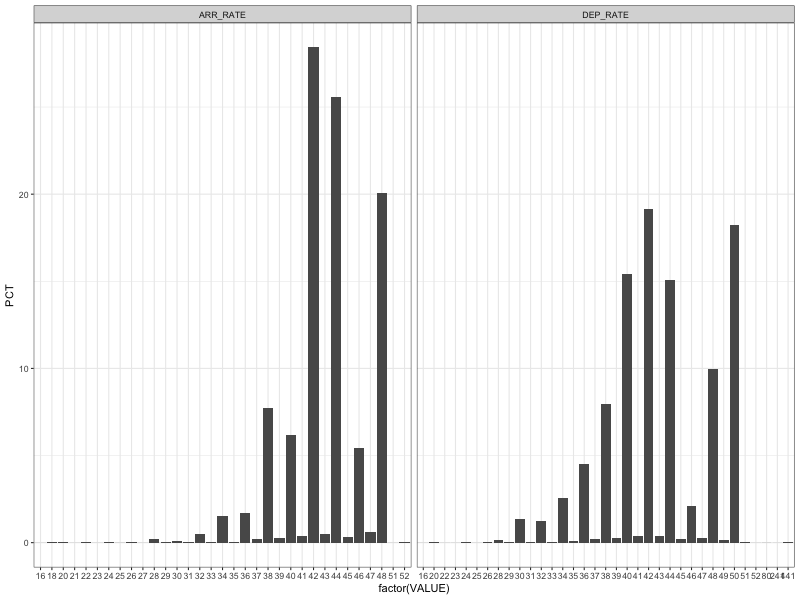 ARR_RATE DEP_RATE
PCT
20
10
0
16 18 20 21 22 23 24 25 26 27 28 29 30 31 32 33 34 35 36 37 38 39 40 41 42 43 44 45 46 47 48 51 52 16 20 22 23 24 25 26 27 28 29 30 31 32 33 34 35 36 37 38 39 40 41 42 43 44 45 46 47 48 49 50 51 52 80
factor(VALUE)